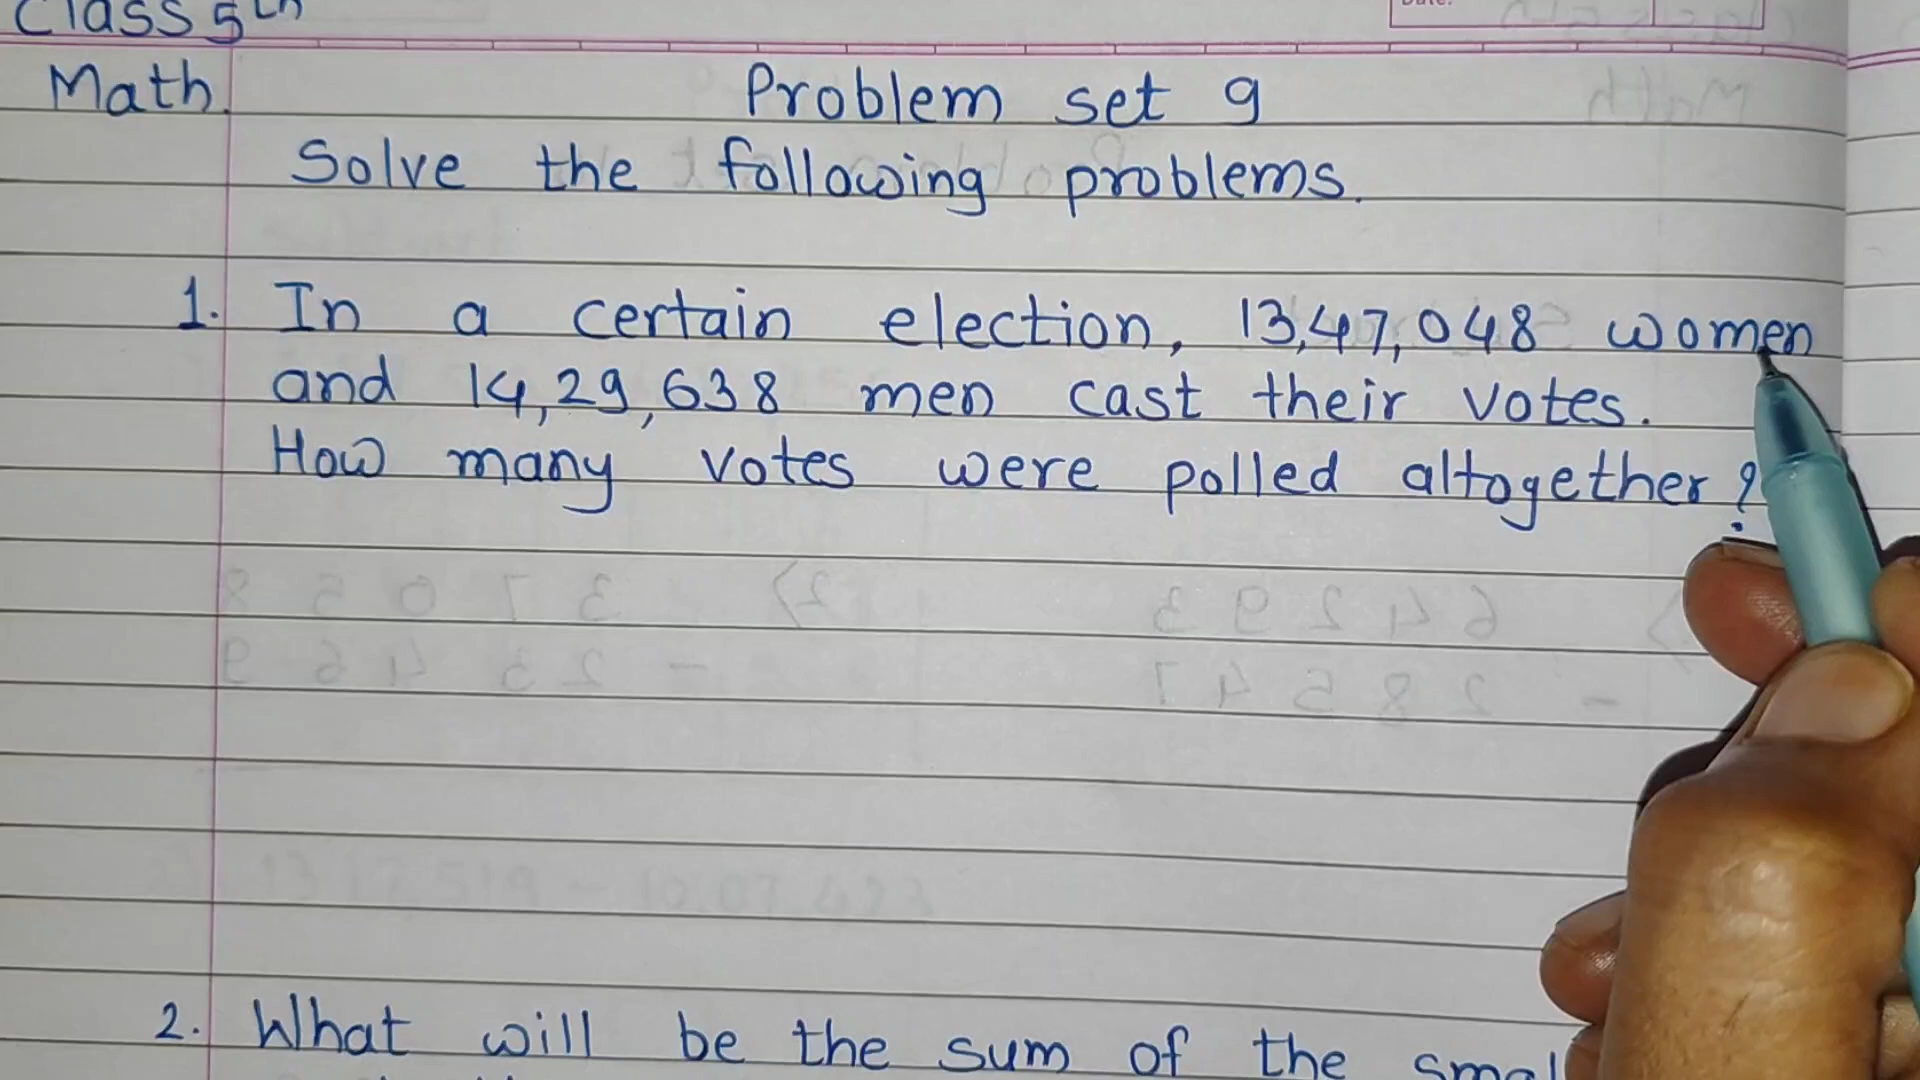 Class 5th
Math.
Problem set 9
Solve the following problems.
1. In a certain election, 13,47,048 women
and 14,29,638 men cast their votes.
How many votes were polled altogether?
2. What will be the sum of the